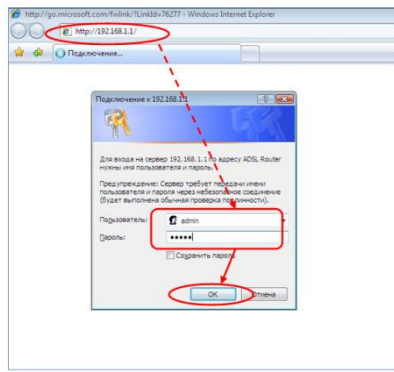 http://go.microsoft.com/fwlink/?LinkId=76277 - Windows Internet Explorer
http://192.168.1.1/
Подключение...
Подключение к 192.168.1.1
Для входа на сервер 192.168.1.1 по адресу ADSL Router
нужны имя пользователя и пароль.
Предупреждение: Сервер требует передачи имени
пользователя и пароля через небезопасное соединение
(будет выполнена обычная проверка подлинности).
Пользователь:
admin
Пароль:
•••••
Сохранить пароль
OK
Отмена